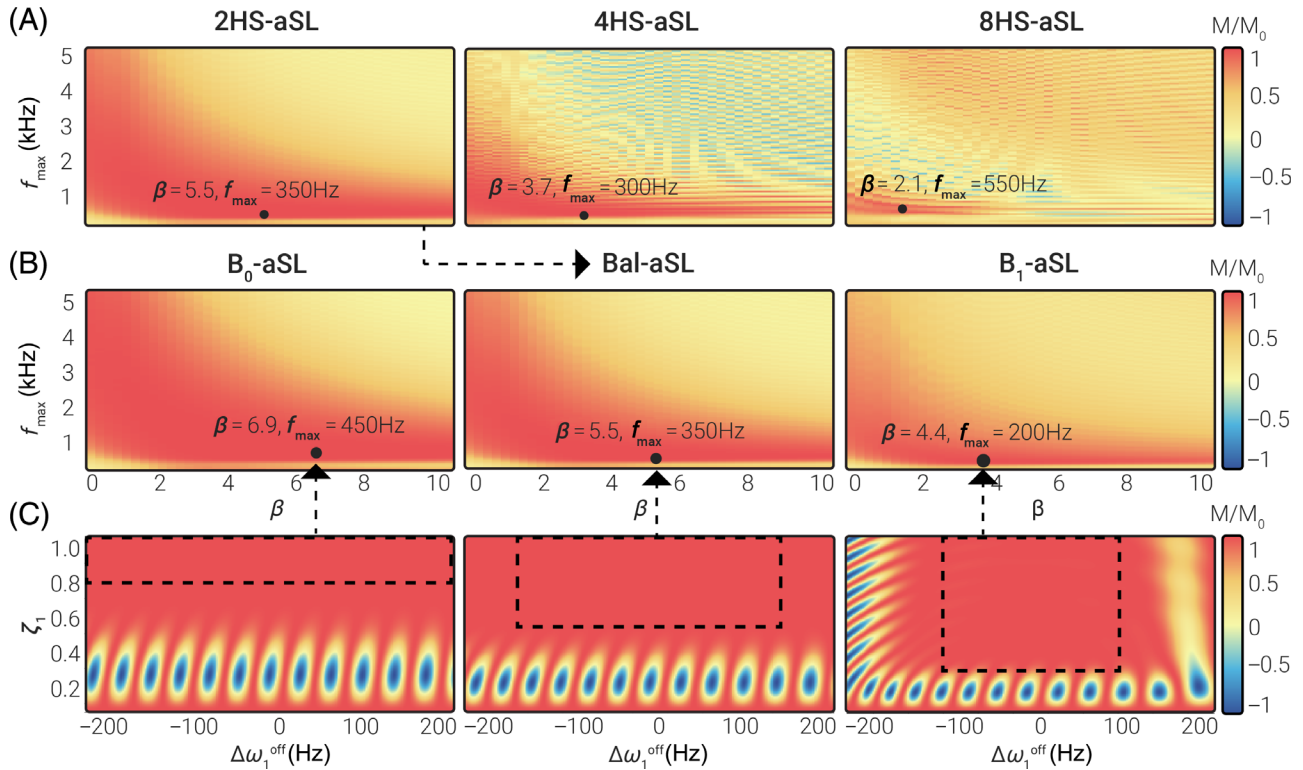 (A) 2HS-aSL 4HS-aSL 8HS-aSL M/M0
5
4
3
2
1
fmax (kHz)
β = 5.5, fmax = 350Hz
β = 3.7, fmax = 300Hz
β = 2.1, fmax = 550Hz
1
0.5
0
−0.5
−1
(B) B0-aSL Bal-aSL B1-aSL M/M0
5
4
3
2
1
fmax (kHz)
β = 6.9, fmax = 450Hz
β = 5.5, fmax = 350Hz
β = 4.4, fmax = 200Hz
1
0.5
0
−0.5
−1
0 2 4 6 8 10 0 2 4 6 8 10 0 2 4 6 8 10
β β β
(C) M/M0
1.0
0.8
0.6
0.4
0.2
ζ1
1
0.5
0
−0.5
−1
−200 −100 0 100 200 −200 −100 0 100 200 −200 −100 0 100 200
Δω1off (Hz) Δω1off (Hz) Δω1off (Hz)